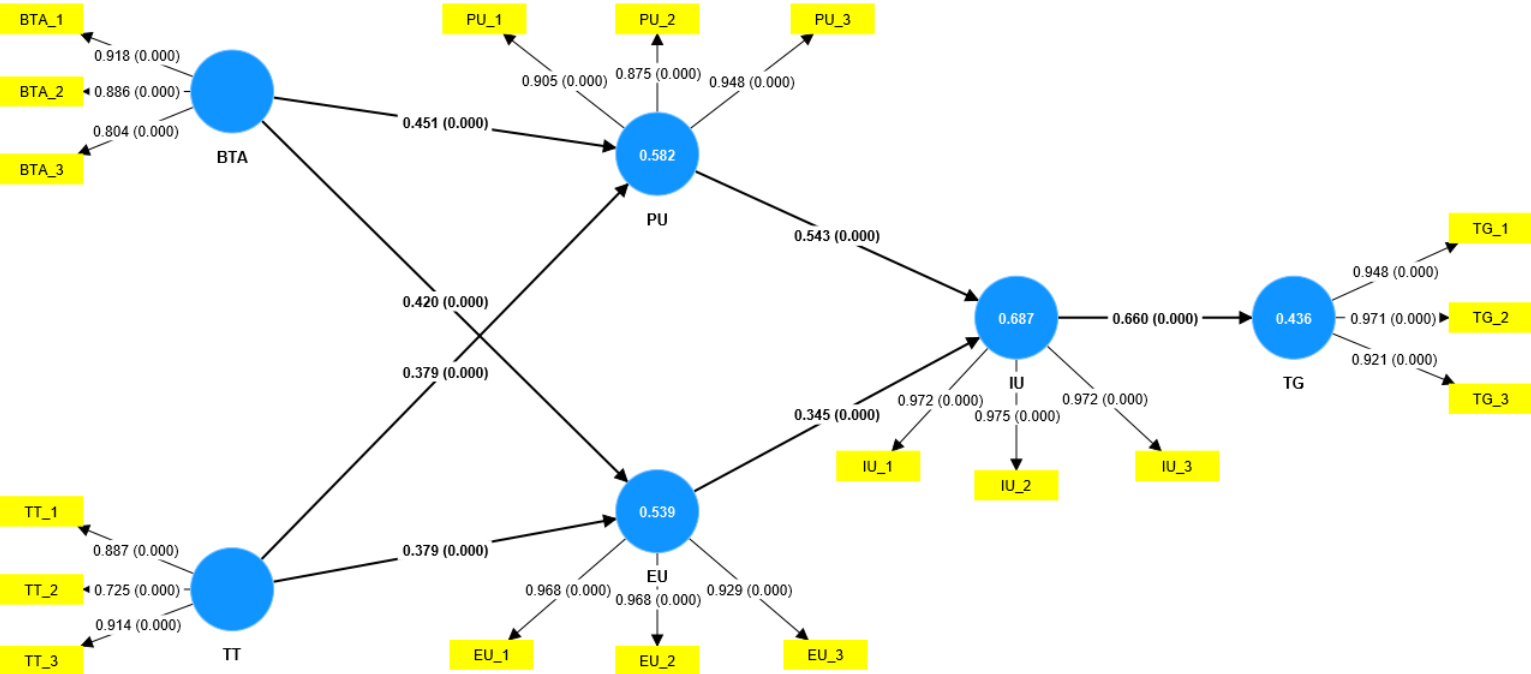 BTA_1
PU_1
PU_2
PU_3
0.918 (0.000)
0.905 (0.000)
0.875 (0.000)
0.948 (0.000)
BTA_2
0.886 (0.000)
0.451 (0.000)
0.804 (0.000)
BTA_3
BTA
0.582
PU
0.543 (0.000)
TG_1
0.948 (0.000)
0.420 (0.000)
0.687
0.660 (0.000)
0.436
0.971 (0.000)
TG_2
0.921 (0.000)
0.379 (0.000)
IU
TG
TG_3
0.972 (0.000)
0.975 (0.000)
0.972 (0.000)
0.345 (0.000)
IU_1
IU_2
IU_3
TT_1
0.887 (0.000)
0.539
0.379 (0.000)
TT_2
0.725 (0.000)
EU
0.968 (0.000)
0.968 (0.000)
0.929 (0.000)
0.914 (0.000)
TT_3
TT
EU_1
EU_2
EU_3